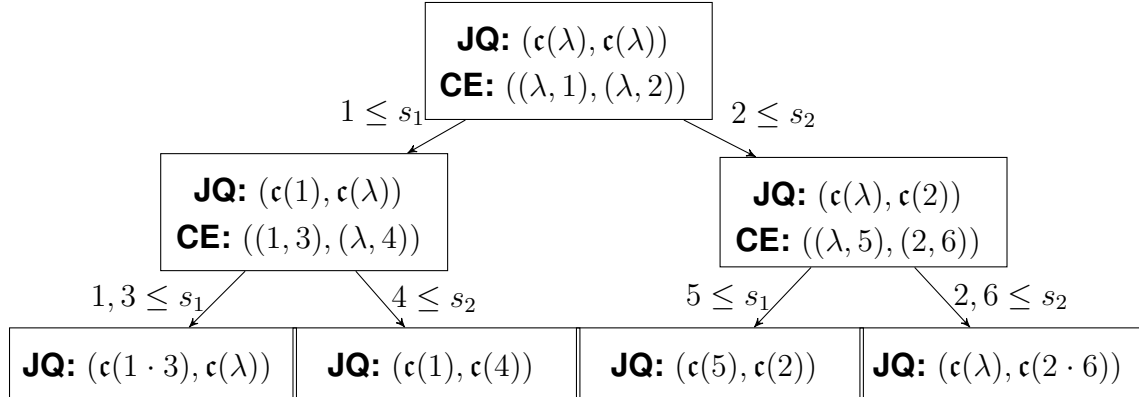 JQ: (𝔠(λ), 𝔠(λ))
CE: ((λ, 1), (λ, 2))
1 ≤ s₁
2 ≤ s₂
JQ: (𝔠(1), 𝔠(λ))
CE: ((1, 3), (λ, 4))
JQ: (𝔠(λ), 𝔠(2))
CE: ((λ, 5), (2, 6))
1, 3 ≤ s₁
4 ≤ s₂
5 ≤ s₁
2, 6 ≤ s₂
JQ: (𝔠(1 · 3), 𝔠(λ))
JQ: (𝔠(1), 𝔠(4))
JQ: (𝔠(5), 𝔠(2))
JQ: (𝔠(λ), 𝔠(2 · 6))